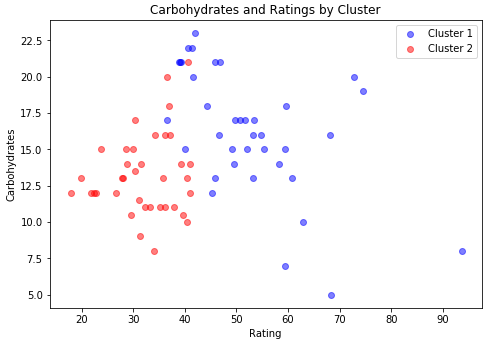 Carbohydrates and Ratings by Cluster
Cluster 1
Cluster 2
Carbohydrates
22.5
20.0
17.5
15.0
12.5
10.0
7.5
5.0
20 30 40 50 60 70 80 90
Rating